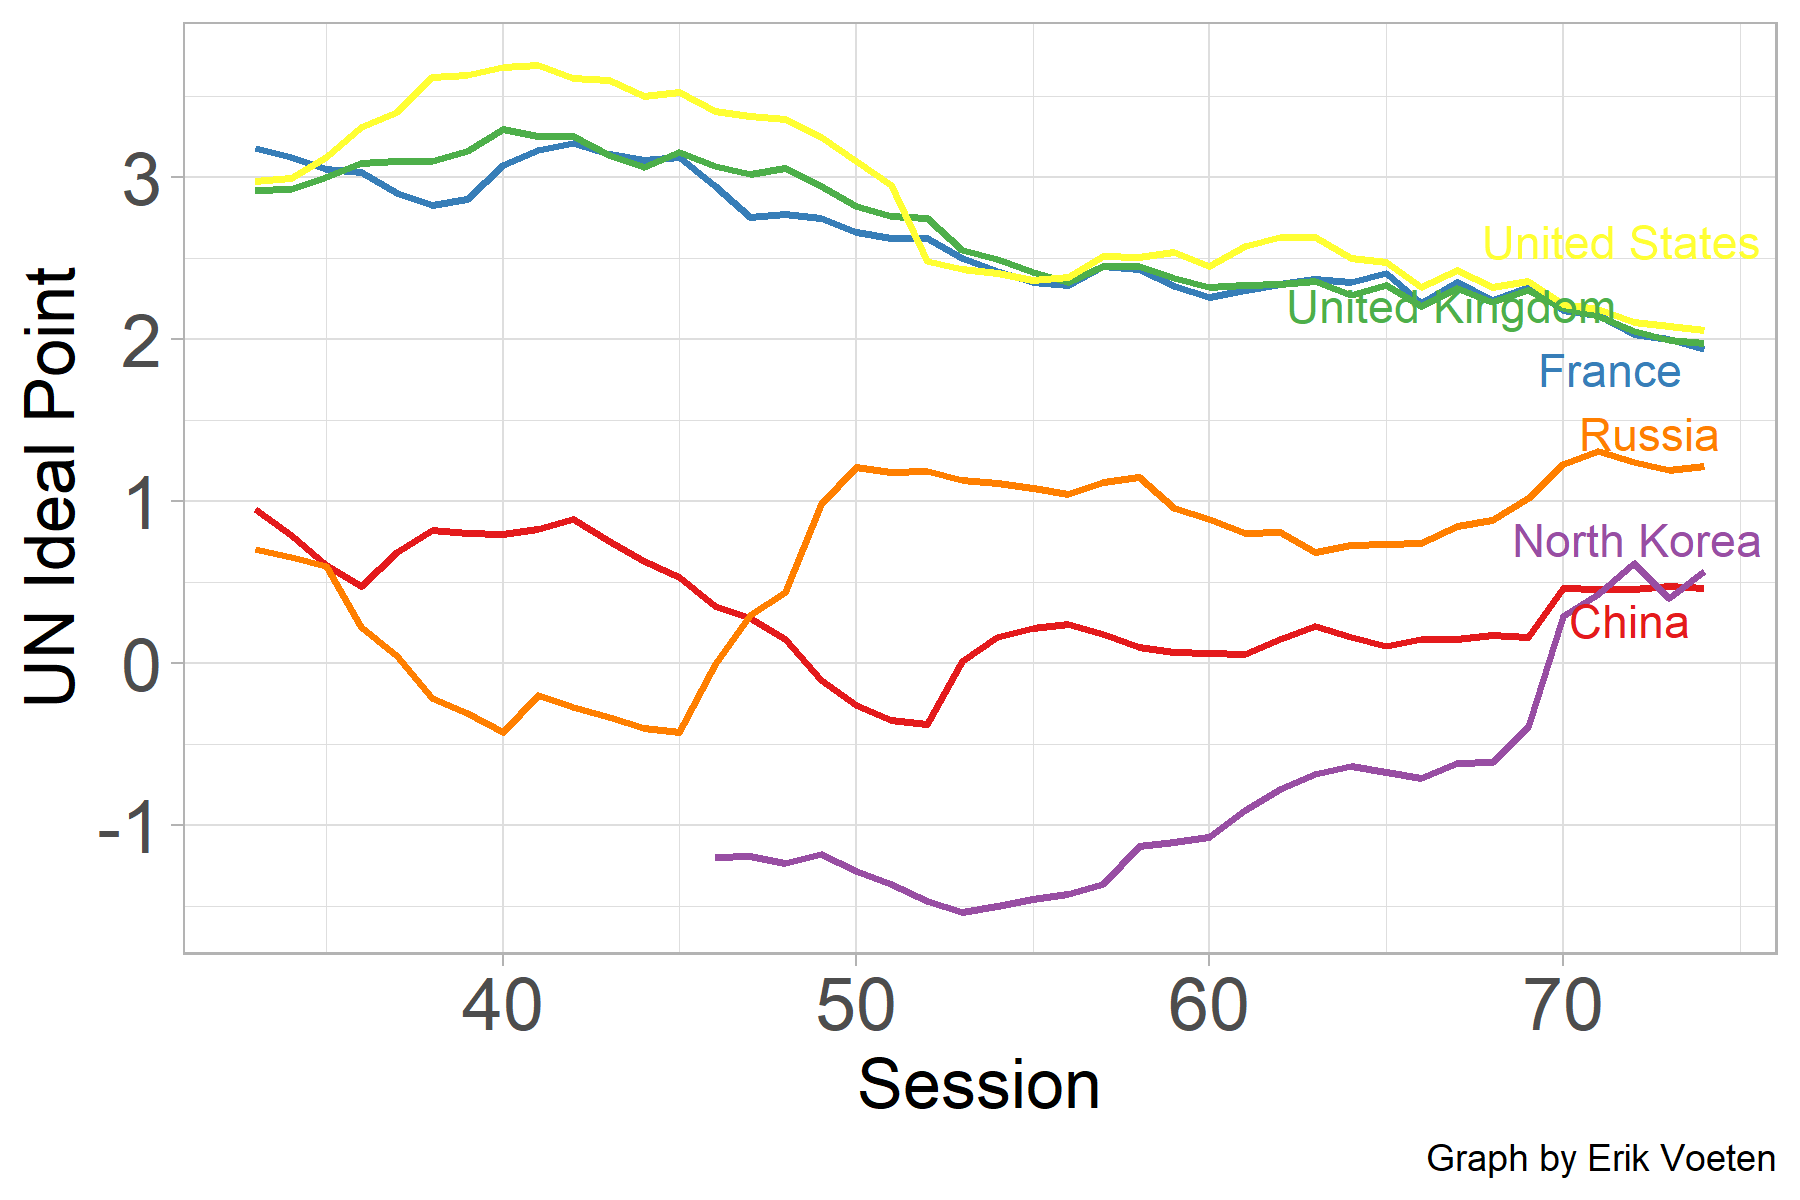 UN Ideal Point
3
2
1
0
-1
United States
United Kingdom
France
Russia
North Korea
China
40 50 60 70
Session
Graph by Erik Voeten